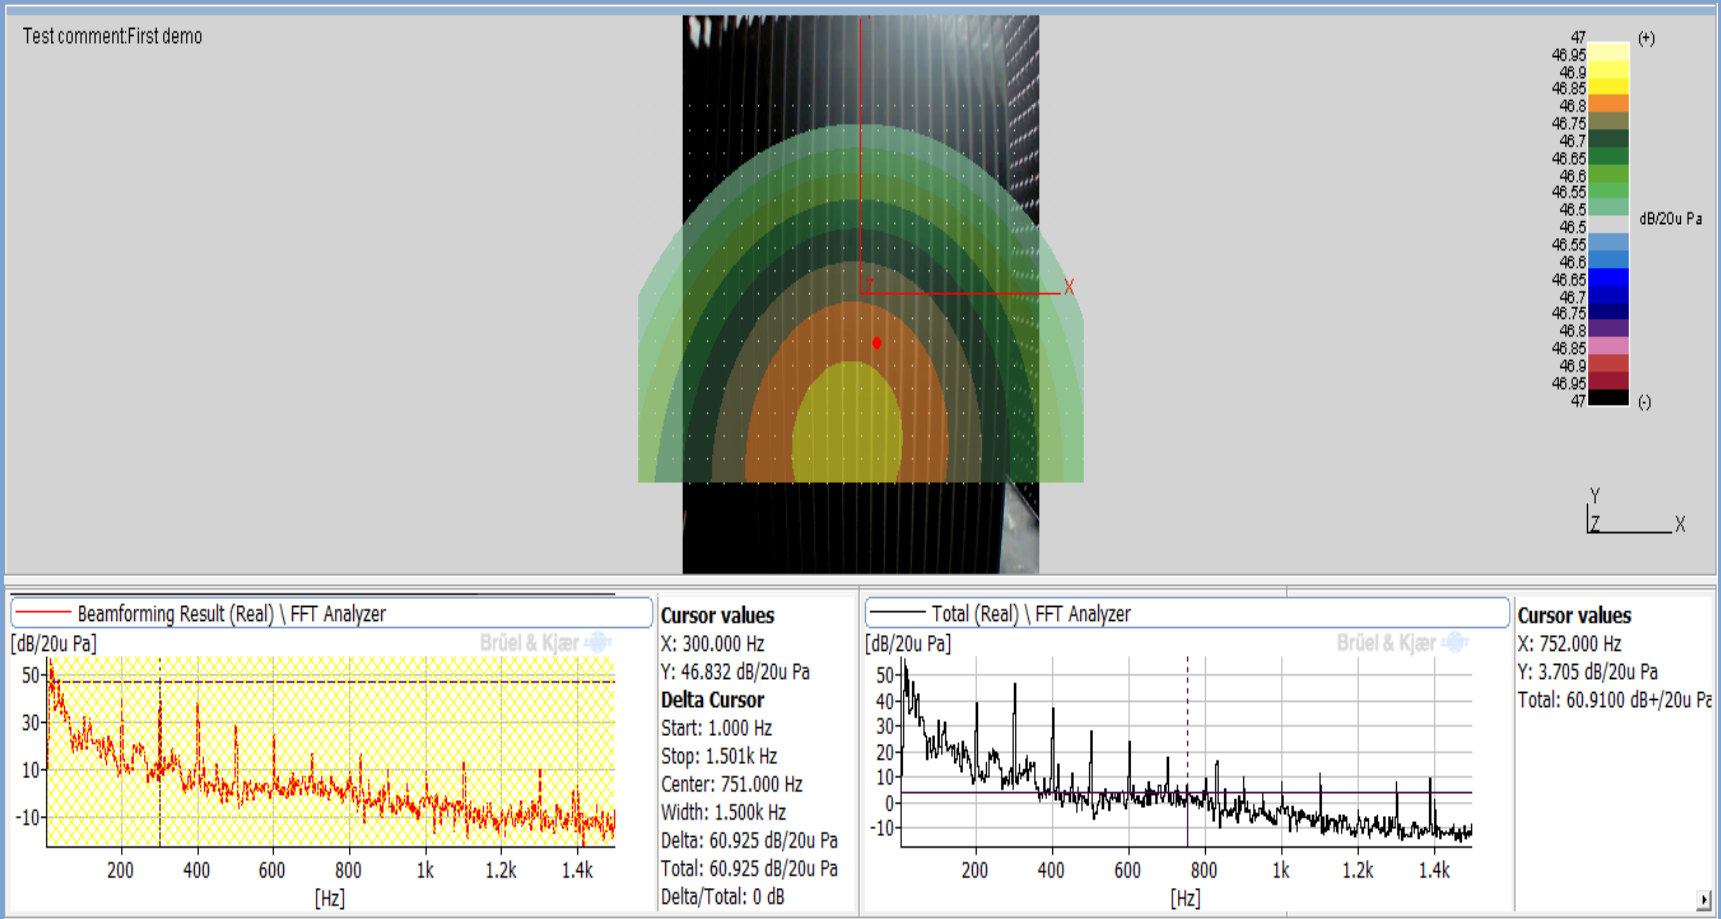 Test comment:First demo
47
(+)
46.95
46.9
46.85
46.8
46.75
46.7
46.65
46.6
46.55
46.5
dB/20u Pa
46.5
46.55
46.6
46.65
46.7
46.75
46.8
46.85
46.9
46.95
47
(-)
Z
X
Y
Z
X
Beamforming Result (Real) \ FFT Analyzer
[dB/20u Pa]
Brüel & Kjær
50
30
10
-10
200
400
600
800
1k
1.2k
1.4k
[Hz]
Cursor values
X: 300.000 Hz
Y: 46.832 dB/20u Pa
Delta Cursor
Start: 1.000 Hz
Stop: 1.501k Hz
Center: 751.000 Hz
Width: 1.500k Hz
Delta: 60.925 dB/20u Pa
Total: 60.925 dB/20u Pa
Delta/Total: 0 dB
Total (Real) \ FFT Analyzer
[dB/20u Pa]
Brüel & Kjær
50
40
30
20
10
0
-10
200
400
600
800
1k
1.2k
1.4k
[Hz]
Cursor values
X: 752.000 Hz
Y: 3.705 dB/20u Pa
Total: 60.9100 dB+/20u Pa